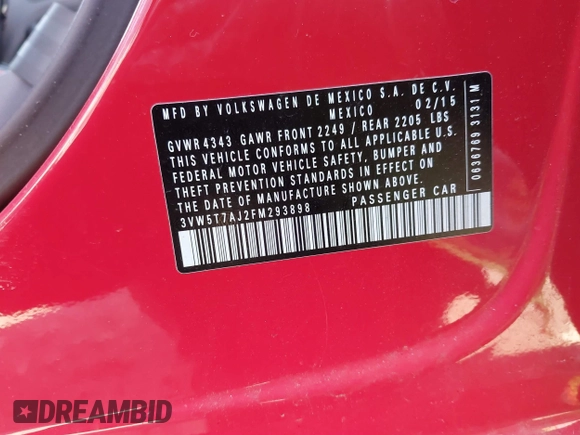 MFD BY VOLKSWAGEN DE MEXICO S.A. DE C.V.
MEXICO 02/15
GVWR 4343 GAWR FRONT 2249 / REAR 2205 LBS
THIS VEHICLE CONFORMS TO ALL APPLICABLE U.S.
FEDERAL MOTOR VEHICLE SAFETY, BUMPER AND
THEFT PREVENTION STANDARDS IN EFFECT ON
THE DATE OF MANUFACTURE SHOWN ABOVE.
3VW5T7AJ2FM293898 PASSENGER CAR
0636769 3131 M
DREAMBID